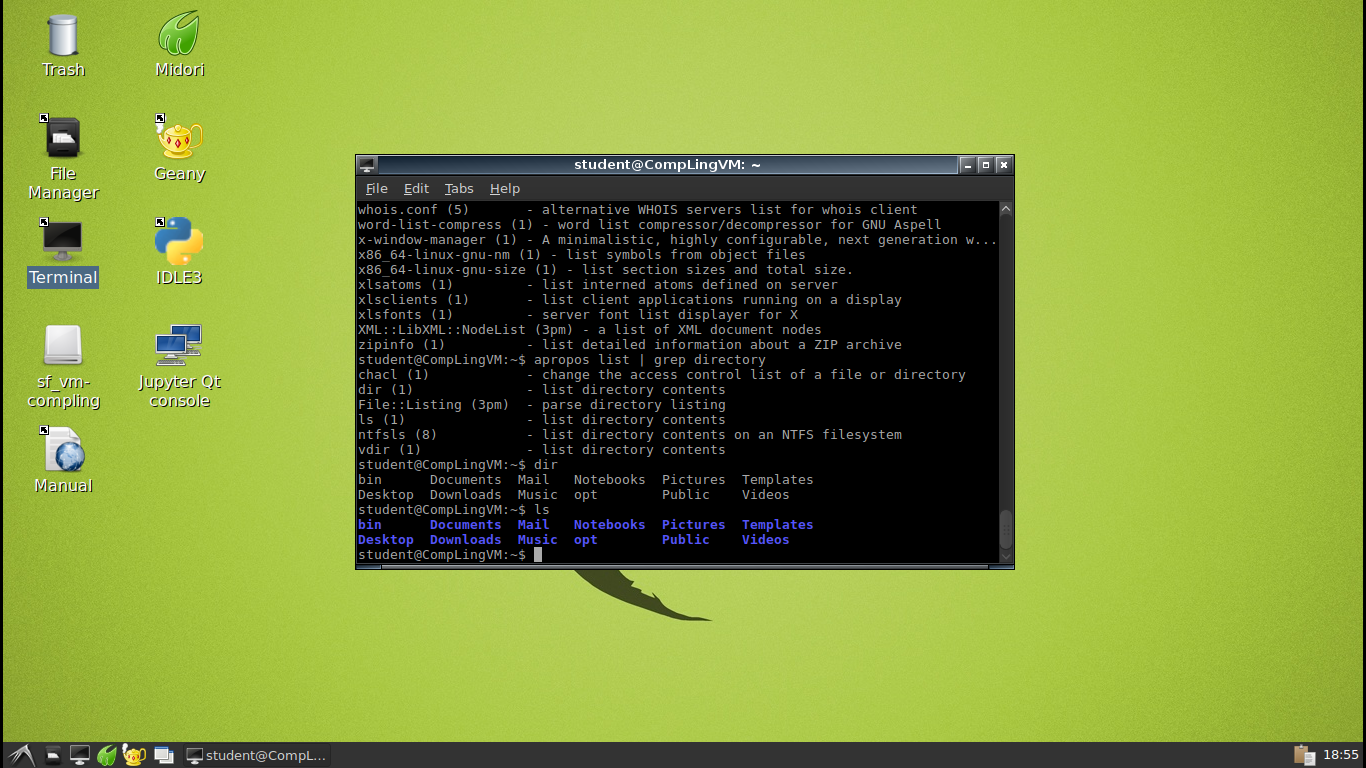 Trash
Midori
File
Manager
Geany
Terminal
IDLE3
sf_vm-
compling
Jupyter Qt
console
Manual
student@CompLingVM: ~
File Edit Tabs Help
whois.conf (5)       - alternative WHOIS servers list for whois client
word-list-compress (1) - word list compressor/decompressor for GNU Aspell
x-window-manager (1) - A minimalistic, highly configurable, next generation w...
x86_64-linux-gnu-nm (1) - list symbols from object files
x86_64-linux-gnu-size (1) - list section sizes and total size.
xlsatoms (1)         - list interned atoms defined on server
xlsclients (1)       - list client applications running on a display
xlsfonts (1)         - server font list displayer for X
XML::LibXML::NodeList (3pm) - a list of XML document nodes
zipinfo (1)          - list detailed information about a ZIP archive
student@CompLingVM:~$ apropos list | grep directory
chacl (1)            - change the access control list of a file or directory
dir (1)              - list directory contents
File::Listing (3pm)  - parse directory listing
ls (1)               - list directory contents
ntfsls (8)           - list directory contents on an NTFS filesystem
vdir (1)             - list directory contents
student@CompLingVM:~$ dir
bin      Documents  Mail   Notebooks  Pictures  Templates
Desktop  Downloads  Music  opt        Public    Videos
student@CompLingVM:~$ ls
bin      Documents  Mail   Notebooks  Pictures  Templates
Desktop  Downloads  Music  opt        Public    Videos
student@CompLingVM:~$
student@CompL...
18:55